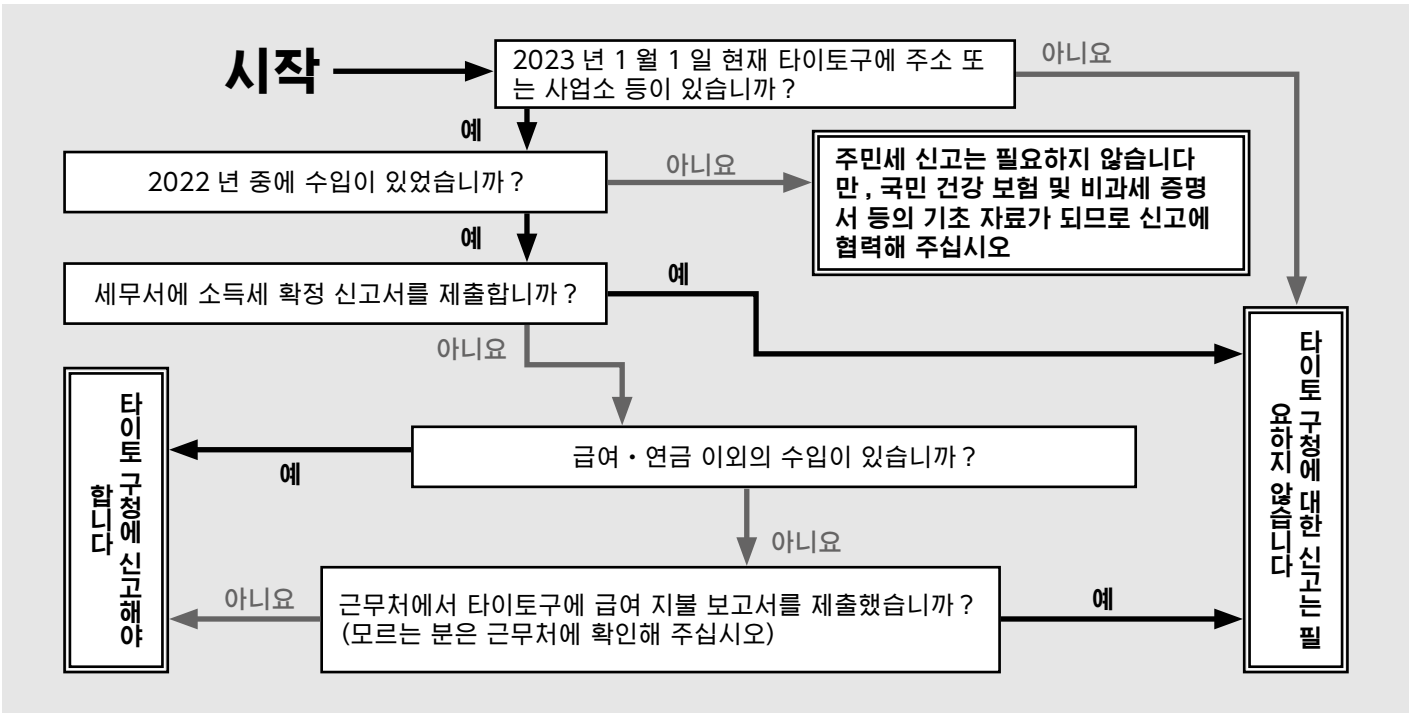 시작
2023 년 1 월 1 일 현재 타이토구에 주소 또
는 사업소 등이 있습니까 ?
아니요
예
2022 년 중에 수입이 있었습니까 ?
아니요
주민세 신고는 필요하지 않습니다
만 , 국민 건강 보험 및 비과세 증명
서 등의 기초 자료가 되므로 신고에
협력해 주십시오
예
세무서에 소득세 확정 신고서를 제출합니까 ?
예
아니요
타이토 구청에 신고해야
합니다
급여・연금 이외의 수입이 있습니까 ?
예
아니요
타이토 구청에 대한 신고는 필
요하지 않습니다
근무처에서 타이토구에 급여 지불 보고서를 제출했습니까 ?
(모르는 분은 근무처에 확인해 주십시오)
아니요
예